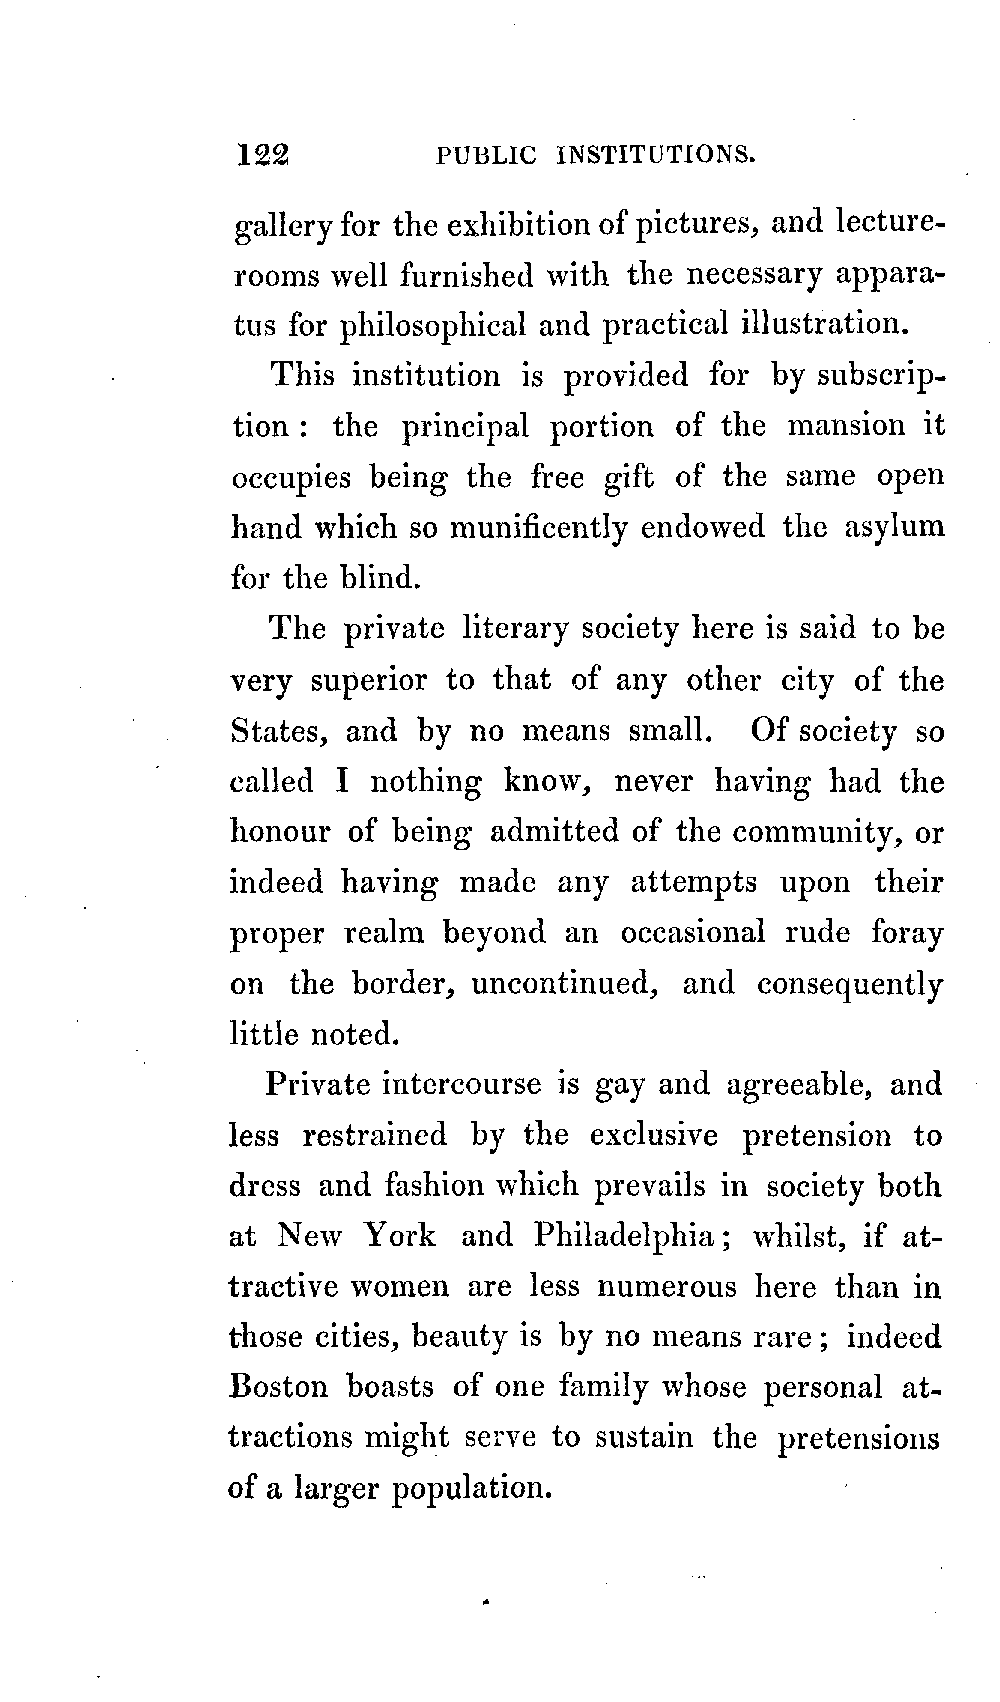 122 PUBLIC INSTITUTIONS.
gallery for the exhibition of pictures, and lecture-
rooms well furnished with the necessary appara-
tus for philosophical and practical illustration.
This institution is provided for by subscrip-
tion : the principal portion of the mansion it
occupies being the free gift of the same open
hand which so munificently endowed the asylum
for the blind.
The private literary society here is said to be
very superior to that of any other city of the
States, and by no means small. Of society so
called I nothing know, never having had the
honour of being admitted of the community, or
indeed having made any attempts upon their
proper realm beyond an occasional rude foray
on the border, uncontinued, and consequently
little noted.
Private intercourse is gay and agreeable, and
less restrained by the exclusive pretension to
dress and fashion which prevails in society both
at New York and Philadelphia ; whilst, if at-
tractive women are less numerous here than in
those cities, beauty is by no means rare ; indeed
Boston boasts of one family whose personal at-
tractions might serve to sustain the pretensions
of a larger population.